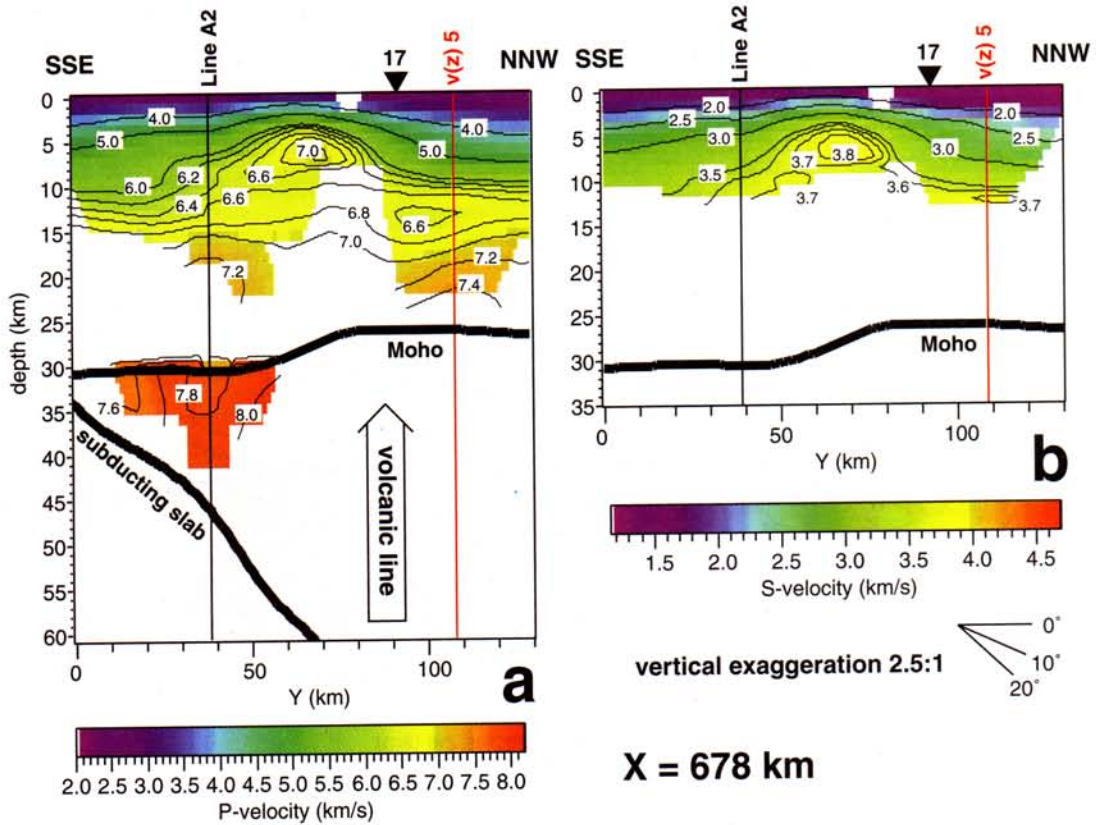 SSE
Line A2
17
v(z) 5
NNW
0
5
10
15
20
25
30
35
40
45
50
55
60
depth (km)
4.0
4.0
5.0
5.0
7.0
6.2
6.6
6.0
6.4
6.6
6.8
6.6
7.0
7.2
7.2
7.4
Moho
7.8
7.6
8.0
subducting slab
volcanic line
0
50
100
Y (km)
a
2.0 2.5 3.0 3.5 4.0 4.5 5.0 5.5 6.0 6.5 7.0 7.5 8.0
P-velocity (km/s)
SSE
Line A2
17
v(z) 5
NNW
0
5
10
15
20
25
30
35
2.0
2.5
2.5
3.0
3.0
3.7
3.8
3.5
3.6
3.7
3.7
Moho
0
50
100
Y (km)
b
1.5 2.0 2.5 3.0 3.5 4.0 4.5
S-velocity (km/s)
vertical exaggeration 2.5:1
0°
10°
20°
X = 678 km